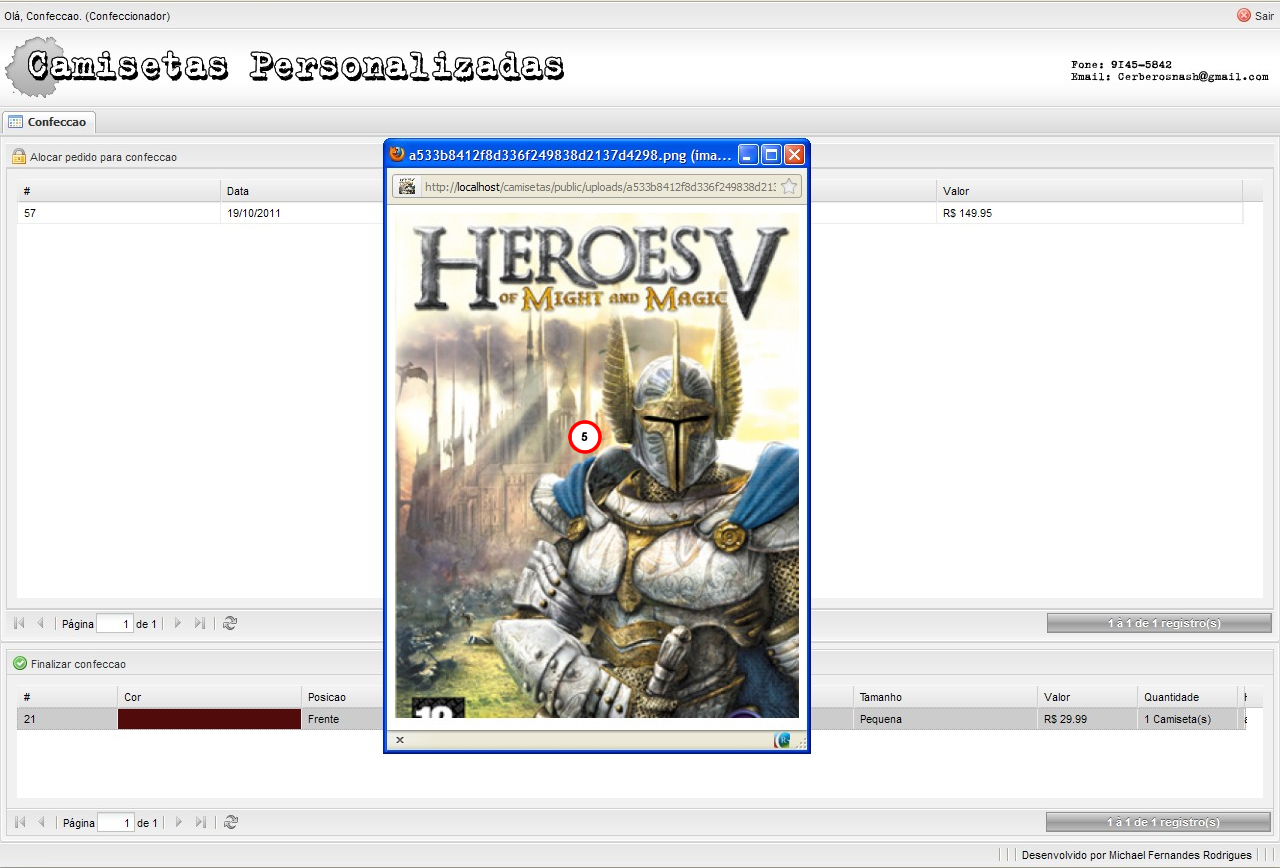 Olá, Confeccao. (Confeccionador)
Sair
Camisetas Personalizadas
Fone: 9145-5842
Email: Cerberosnash@gmail.com
Confeccao
Alocar pedido para confeccao
a533b8412f8d336f249838d2137d4298.png (ima...
http://localhost/camisetas/public/uploads/a533b8412f8d336f249838d213
# Data Valor
57 19/10/2011 R$ 149.95
HEROES V
OF MIGHT AND MAGIC
5
Página 1 de 1
1 à 1 de 1 registro(s)
Finalizar confeccao
# Cor Posicao Tamanho Valor Quantidade
21 Frente Pequena R$ 29.99 1 Camiseta(s)
Página 1 de 1
1 à 1 de 1 registro(s)
Desenvolvido por Michael Fernandes Rodrigues